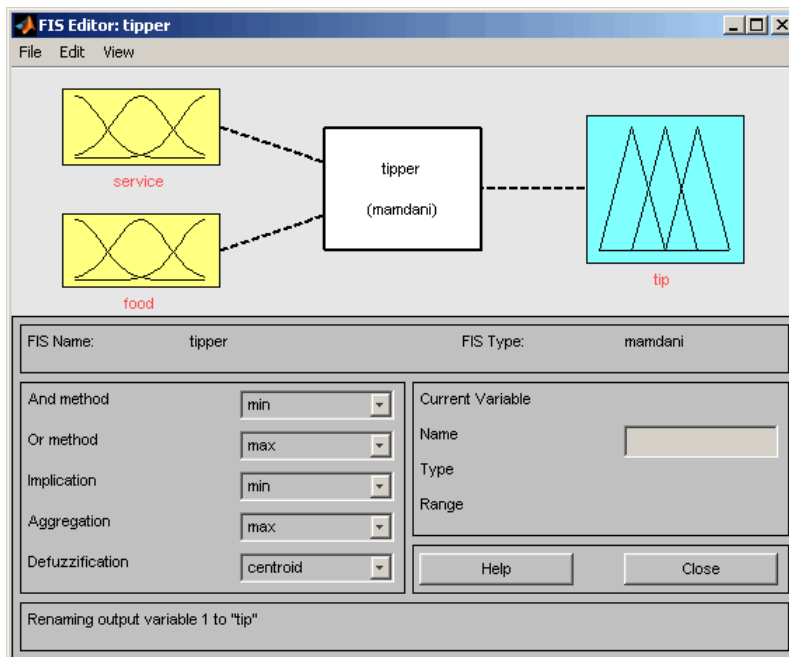 FIS Editor: tipper
File Edit View
service
food
tipper
(mamdani)
tip
FIS Name: tipper FIS Type: mamdani
And method min
Or method max
Implication min
Aggregation max
Defuzzification centroid
Current Variable
Name
Type
Range
Help Close
Renaming output variable 1 to "tip"